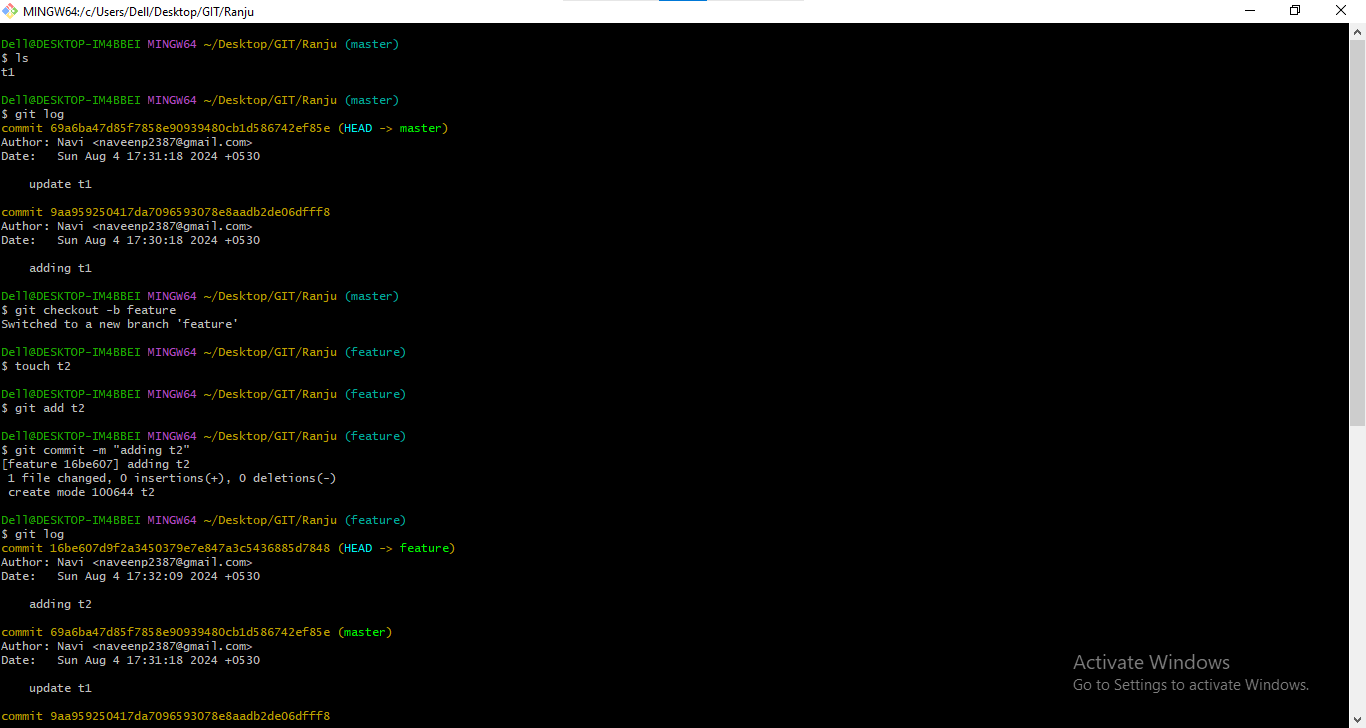 MINGW64:/c/Users/Dell/Desktop/GIT/Ranju
Dell@DESKTOP-IM4BBEI MINGW64 ~/Desktop/GIT/Ranju (master)
$ ls
t1
Dell@DESKTOP-IM4BBEI MINGW64 ~/Desktop/GIT/Ranju (master)
$ git log
commit 69a6ba47d85f7858e90939480cb1d586742ef85e (HEAD -> master)
Author: Navi <naveenp2387@gmail.com>
Date:   Sun Aug 4 17:31:18 2024 +0530
    update t1
commit 9aa959250417da7096593078e8aadb2de06dfff8
Author: Navi <naveenp2387@gmail.com>
Date:   Sun Aug 4 17:30:18 2024 +0530
    adding t1
Dell@DESKTOP-IM4BBEI MINGW64 ~/Desktop/GIT/Ranju (master)
$ git checkout -b feature
Switched to a new branch 'feature'
Dell@DESKTOP-IM4BBEI MINGW64 ~/Desktop/GIT/Ranju (feature)
$ touch t2
Dell@DESKTOP-IM4BBEI MINGW64 ~/Desktop/GIT/Ranju (feature)
$ git add t2
Dell@DESKTOP-IM4BBEI MINGW64 ~/Desktop/GIT/Ranju (feature)
$ git commit -m "adding t2"
[feature 16be607] adding t2
 1 file changed, 0 insertions(+), 0 deletions(-)
 create mode 100644 t2
Dell@DESKTOP-IM4BBEI MINGW64 ~/Desktop/GIT/Ranju (feature)
$ git log
commit 16be607d9f2a3450379e7e847a3c5436885d7848 (HEAD -> feature)
Author: Navi <naveenp2387@gmail.com>
Date:   Sun Aug 4 17:32:09 2024 +0530
    adding t2
commit 69a6ba47d85f7858e90939480cb1d586742ef85e (master)
Author: Navi <naveenp2387@gmail.com>
Date:   Sun Aug 4 17:31:18 2024 +0530
    update t1
commit 9aa959250417da7096593078e8aadb2de06dfff8
Activate Windows
Go to Settings to activate Windows.